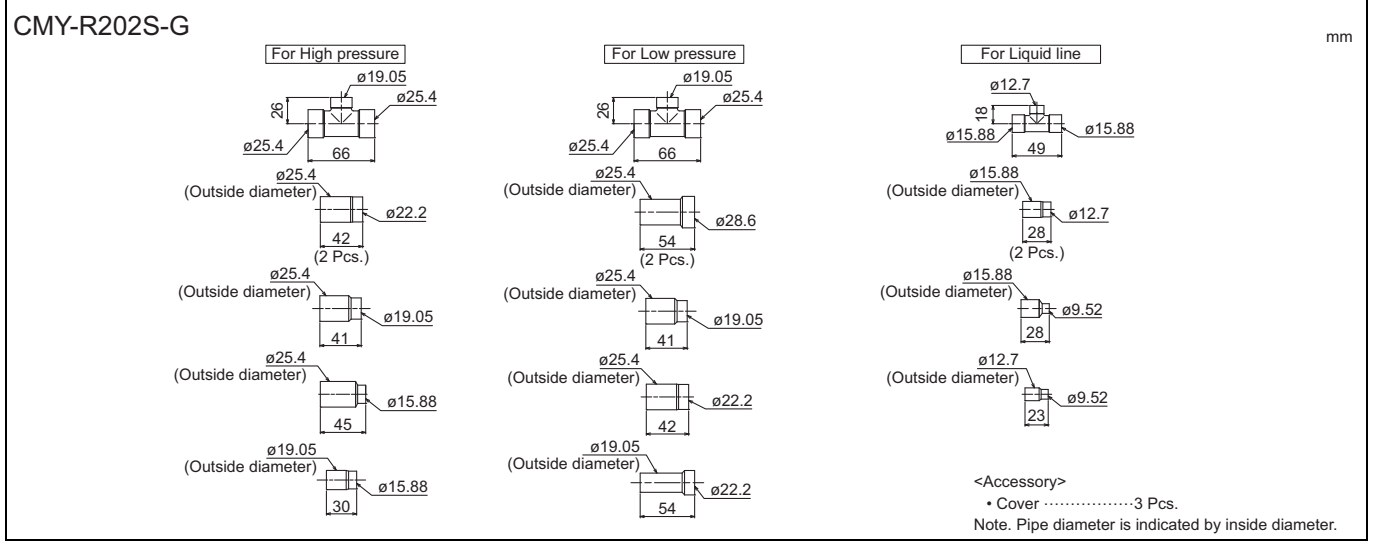 CMY-R202S-G
mm
For High pressure
ø19.05
ø25.4
26
ø25.4
66
ø25.4
(Outside diameter)
ø22.2
42
(2 Pcs.)
ø25.4
(Outside diameter)
ø19.05
41
ø25.4
(Outside diameter)
ø15.88
45
ø19.05
(Outside diameter)
ø15.88
30
For Low pressure
ø19.05
ø25.4
26
ø25.4
66
ø25.4
(Outside diameter)
ø28.6
54
(2 Pcs.)
ø25.4
(Outside diameter)
ø19.05
41
ø25.4
(Outside diameter)
ø22.2
42
ø19.05
(Outside diameter)
ø22.2
54
For Liquid line
ø12.7
18
ø15.88
ø15.88
49
ø15.88
(Outside diameter)
ø12.7
28
(2 Pcs.)
ø15.88
(Outside diameter)
ø9.52
28
ø12.7
(Outside diameter)
ø9.52
23
<Accessory>
• Cover ·················3 Pcs.
Note. Pipe diameter is indicated by inside diameter.